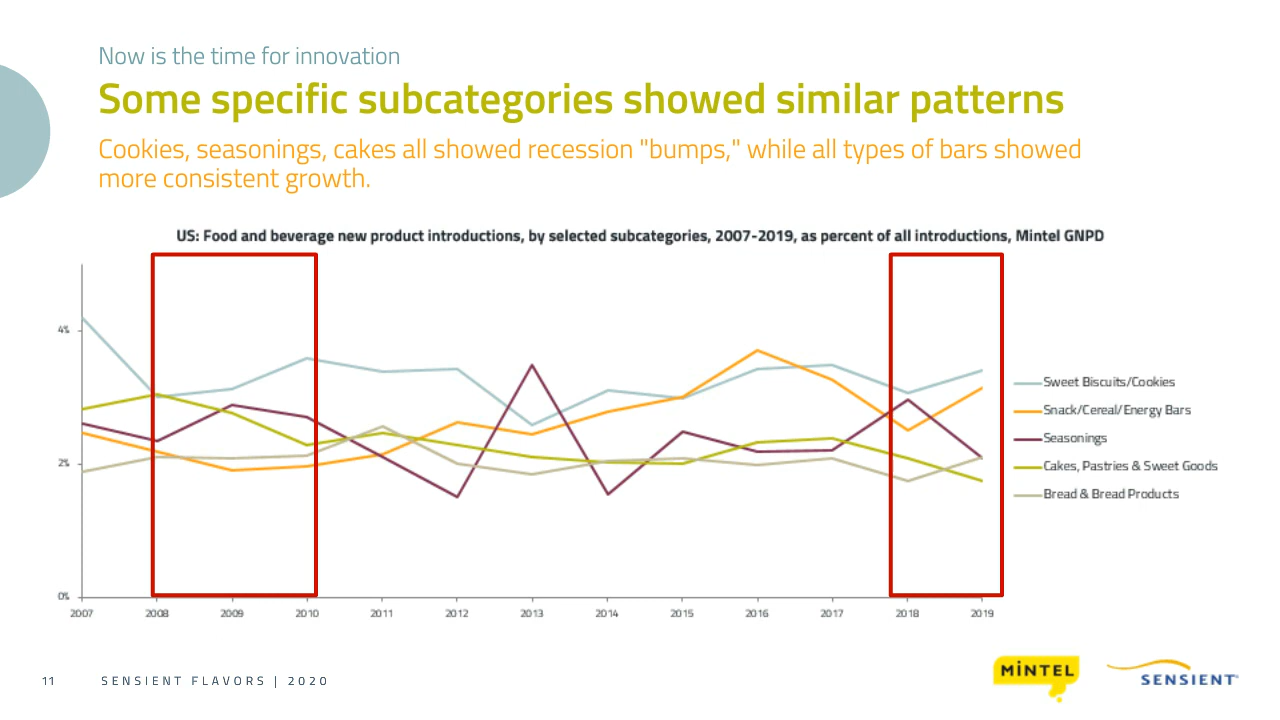 Now is the time for innovation
Some specific subcategories showed similar patterns
Cookies, seasonings, cakes all showed recession "bumps," while all types of bars showed
more consistent growth.
US: Food and beverage new product introductions, by selected subcategories, 2007-2019, as percent of all introductions, Mintel GNPD
4%
2%
0%
2007 2008 2009 2010 2011 2012 2013 2014 2015 2016 2017 2018 2019
Sweet Biscuits/Cookies
Snack/Cereal/Energy Bars
Seasonings
Cakes, Pastries & Sweet Goods
Bread & Bread Products
11 SENSIENT FLAVORS | 2020
MiNTEL
SENSIENT